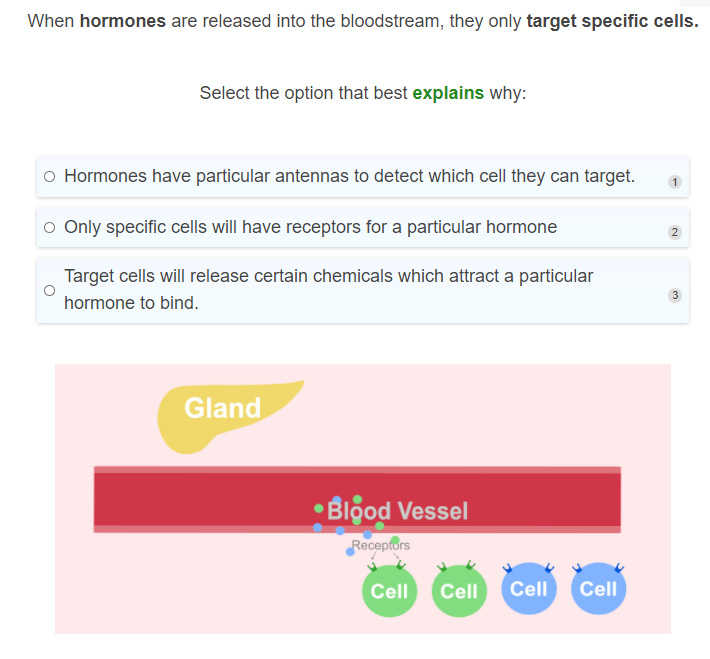 When hormones are released into the bloodstream, they only target specific cells.
Select the option that best explains why:
Hormones have particular antennas to detect which cell they can target.
1
Only specific cells will have receptors for a particular hormone
2
Target cells will release certain chemicals which attract a particular
hormone to bind.
3
Gland
Blood Vessel
Receptors
Cell Cell Cell Cell